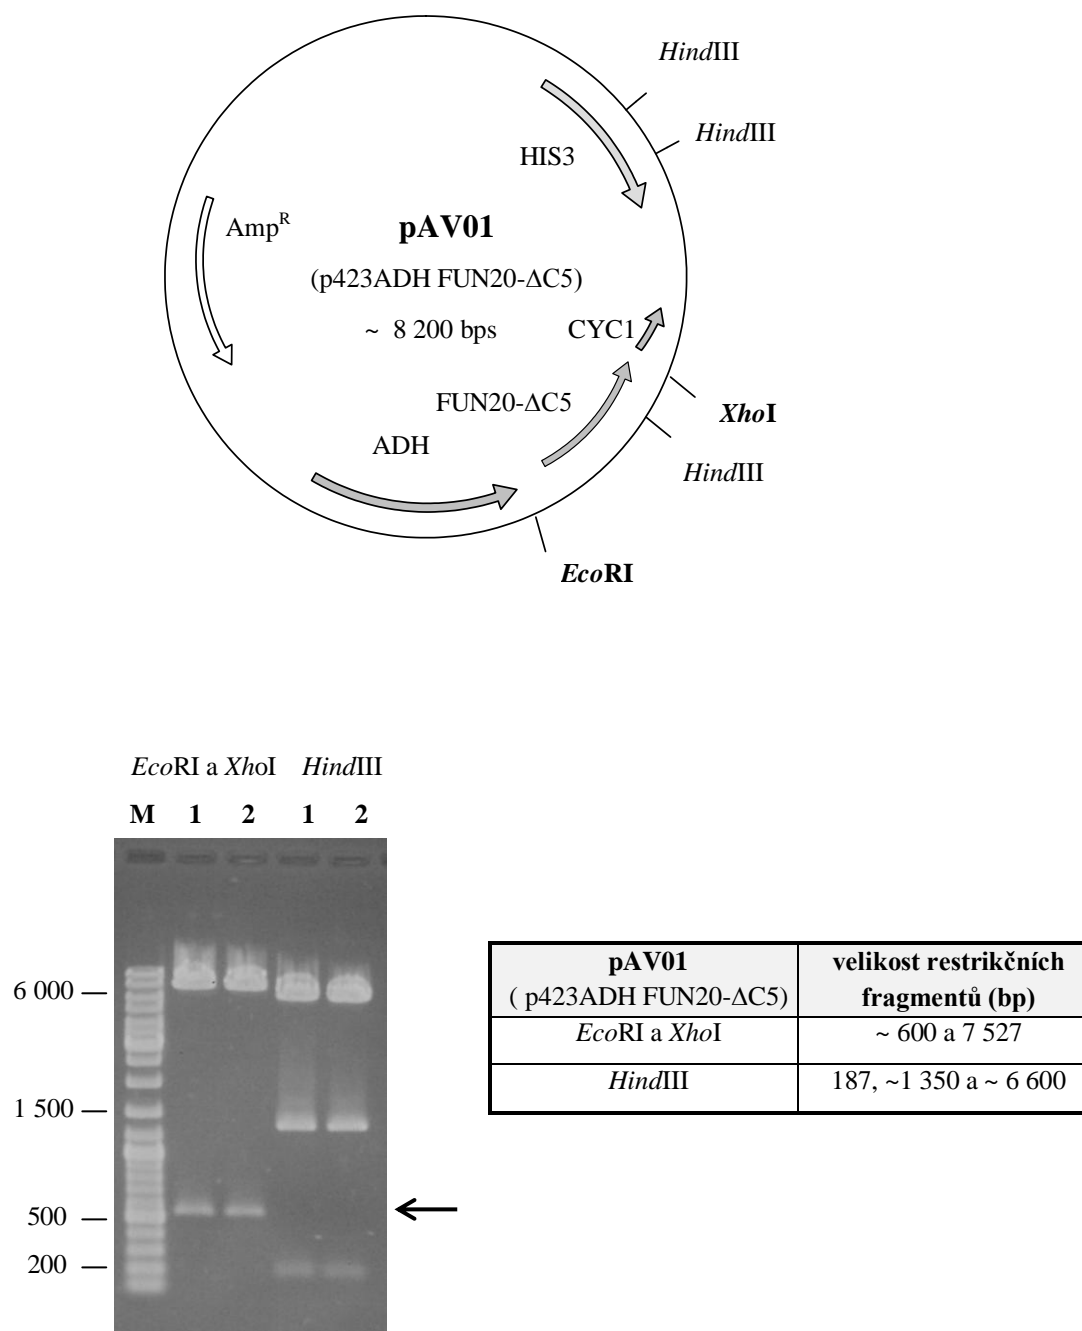 HindIII
HindIII
HIS3
Amp^R
pAV01
(p423ADH FUN20-ΔC5)
~ 8 200 bps
CYC1
FUN20-ΔC5
XhoI
ADH
HindIII
EcoRI
EcoRI a XhoI HindIII
M 1 2 1 2
6 000
1 500
500
200
pAV01
( p423ADH FUN20-ΔC5)
velikost restrikčních
fragmentů (bp)
EcoRI a XhoI
~ 600 a 7 527
HindIII
187, ~1 350 a ~ 6 600